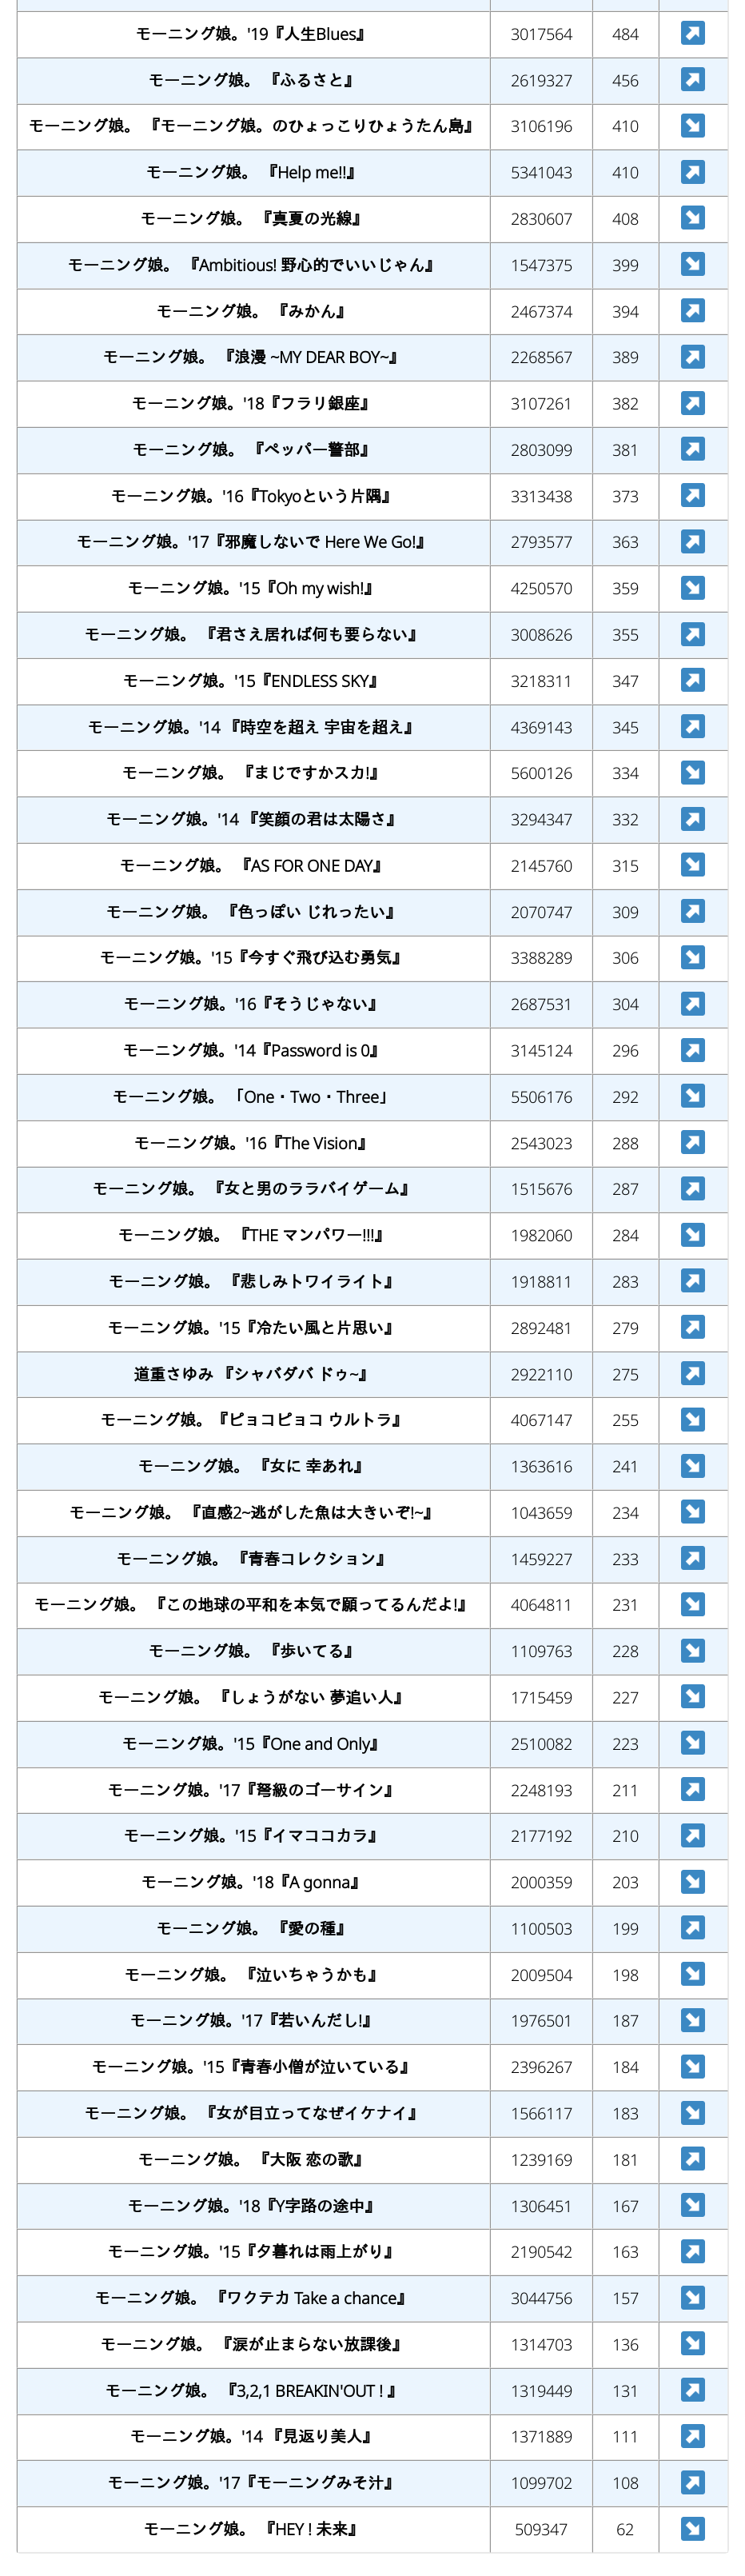 モーニング娘。'19『人生Blues』 3017564 484
モーニング娘。 『ふるさと』 2619327 456
モーニング娘。 『モーニング娘。のひょっこりひょうたん島』 3106196 410
モーニング娘。 『Help me!!』 5341043 410
モーニング娘。 『真夏の光線』 2830607 408
モーニング娘。 『Ambitious! 野心的でいいじゃん』 1547375 399
モーニング娘。 『みかん』 2467374 394
モーニング娘。 『浪漫 ~MY DEAR BOY~』 2268567 389
モーニング娘。'18『フラリ銀座』 3107261 382
モーニング娘。 『ペッパー警部』 2803099 381
モーニング娘。'16『Tokyoという片隅』 3313438 373
モーニング娘。'17『邪魔しないで Here We Go!』 2793577 363
モーニング娘。'15『Oh my wish!』 4250570 359
モーニング娘。 『君さえ居れば何も要らない』 3008626 355
モーニング娘。'15『ENDLESS SKY』 3218311 347
モーニング娘。'14 『時空を超え 宇宙を超え』 4369143 345
モーニング娘。 『まじですかスカ!』 5600126 334
モーニング娘。'14 『笑顔の君は太陽さ』 3294347 332
モーニング娘。 『AS FOR ONE DAY』 2145760 315
モーニング娘。 『色っぽい じれったい』 2070747 309
モーニング娘。'15『今すぐ飛び込む勇気』 3388289 306
モーニング娘。'16『そうじゃない』 2687531 304
モーニング娘。'14『Password is 0』 3145124 296
モーニング娘。 「One・Two・Three」 5506176 292
モーニング娘。'16『The Vision』 2543023 288
モーニング娘。 『女と男のララバイゲーム』 1515676 287
モーニング娘。 『THE マンパワー!!!』 1982060 284
モーニング娘。 『悲しみトワイライト』 1918811 283
モーニング娘。'15『冷たい風と片思い』 2892481 279
道重さゆみ 『シャバダバ ドゥ~』 2922110 275
モーニング娘。『ピョコピョコ ウルトラ』 4067147 255
モーニング娘。 『女に 幸あれ』 1363616 241
モーニング娘。 『直感2~逃がした魚は大きいぞ!~』 1043659 234
モーニング娘。 『青春コレクション』 1459227 233
モーニング娘。 『この地球の平和を本気で願ってるんだよ!』 4064811 231
モーニング娘。 『歩いてる』 1109763 228
モーニング娘。 『しょうがない 夢追い人』 1715459 227
モーニング娘。'15『One and Only』 2510082 223
モーニング娘。'17『弩級のゴーサイン』 2248193 211
モーニング娘。'15『イマココカラ』 2177192 210
モーニング娘。'18『A gonna』 2000359 203
モーニング娘。 『愛の種』 1100503 199
モーニング娘。 『泣いちゃうかも』 2009504 198
モーニング娘。'17『若いんだし!』 1976501 187
モーニング娘。'15『青春小僧が泣いている』 2396267 184
モーニング娘。 『女が目立ってなぜイケナイ』 1566117 183
モーニング娘。 『大阪 恋の歌』 1239169 181
モーニング娘。'18『Y字路の途中』 1306451 167
モーニング娘。'15『夕暮れは雨上がり』 2190542 163
モーニング娘。 『ワクテカ Take a chance』 3044756 157
モーニング娘。 『涙が止まらない放課後』 1314703 136
モーニング娘。 『3,2,1 BREAKIN'OUT ! 』 1319449 131
モーニング娘。'14 『見返り美人』 1371889 111
モーニング娘。'17『モーニングみそ汁』 1099702 108
モーニング娘。 『HEY ! 未来』 509347 62